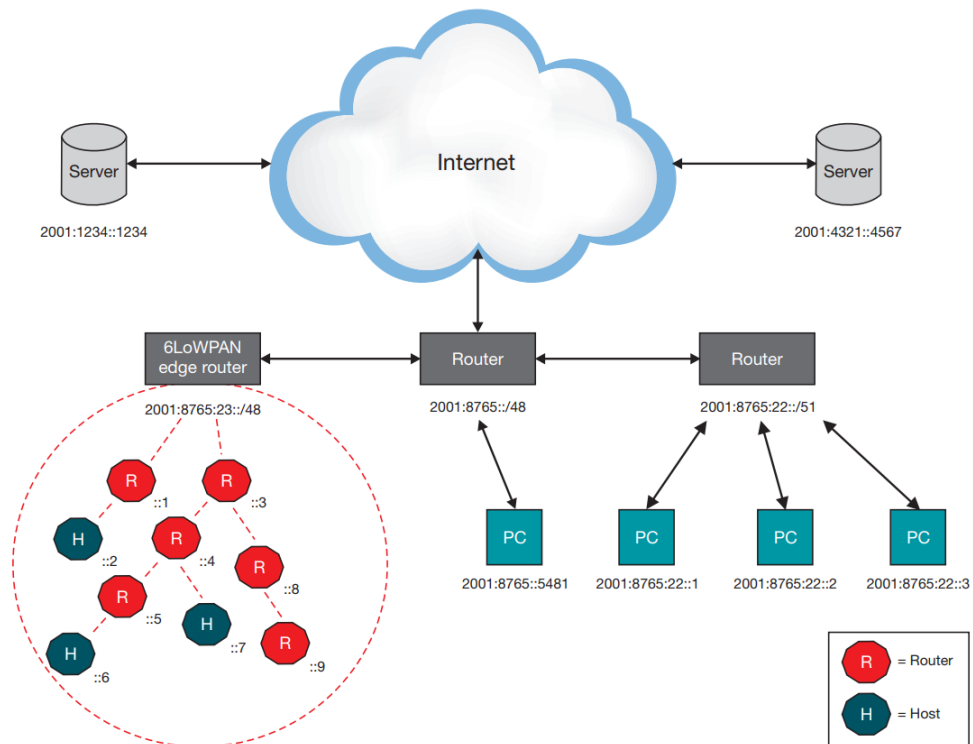 Internet
Server
Server
2001:1234::1234
2001:4321::4567
6LoWPAN
edge router
Router
Router
2001:8765:23::/48
2001:8765::/48
2001:8765:22::/51
R
::1
R
::3
H
::2
R
::4
R
::8
R
::5
H
::7
R
::9
H
::6
PC
PC
PC
PC
2001:8765::5481
2001:8765:22::1
2001:8765:22::2
2001:8765:22::3
R = Router
H = Host